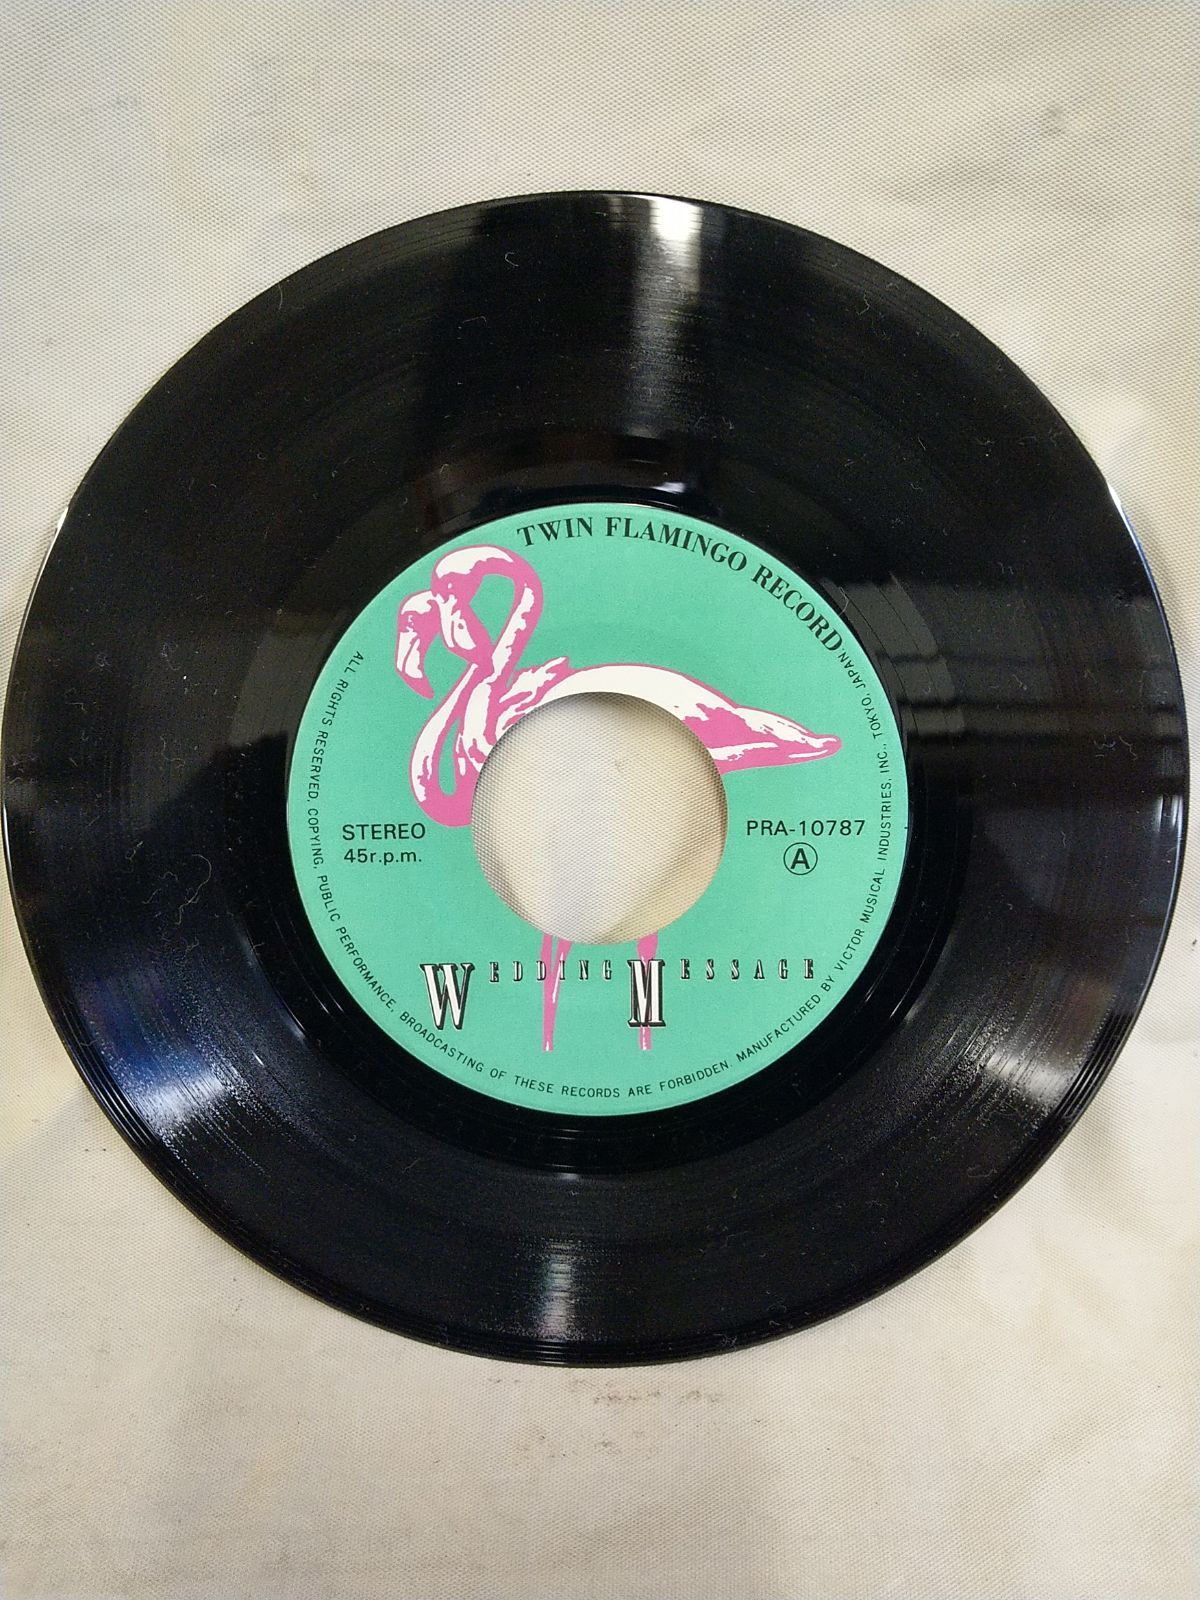 TWIN FLAMINGO RECORD
STEREO
45r.p.m.
PRA-10787
A
WEDDING MESSAGE
ALL RIGHTS RESERVED, COPYING, PUBLIC PERFORMANCE, BROADCASTING OF THESE RECORDS ARE FORBIDDEN. MANUFACTURED BY VICTOR MUSICAL INDUSTRIES, INC., TOKYO, JAPAN.